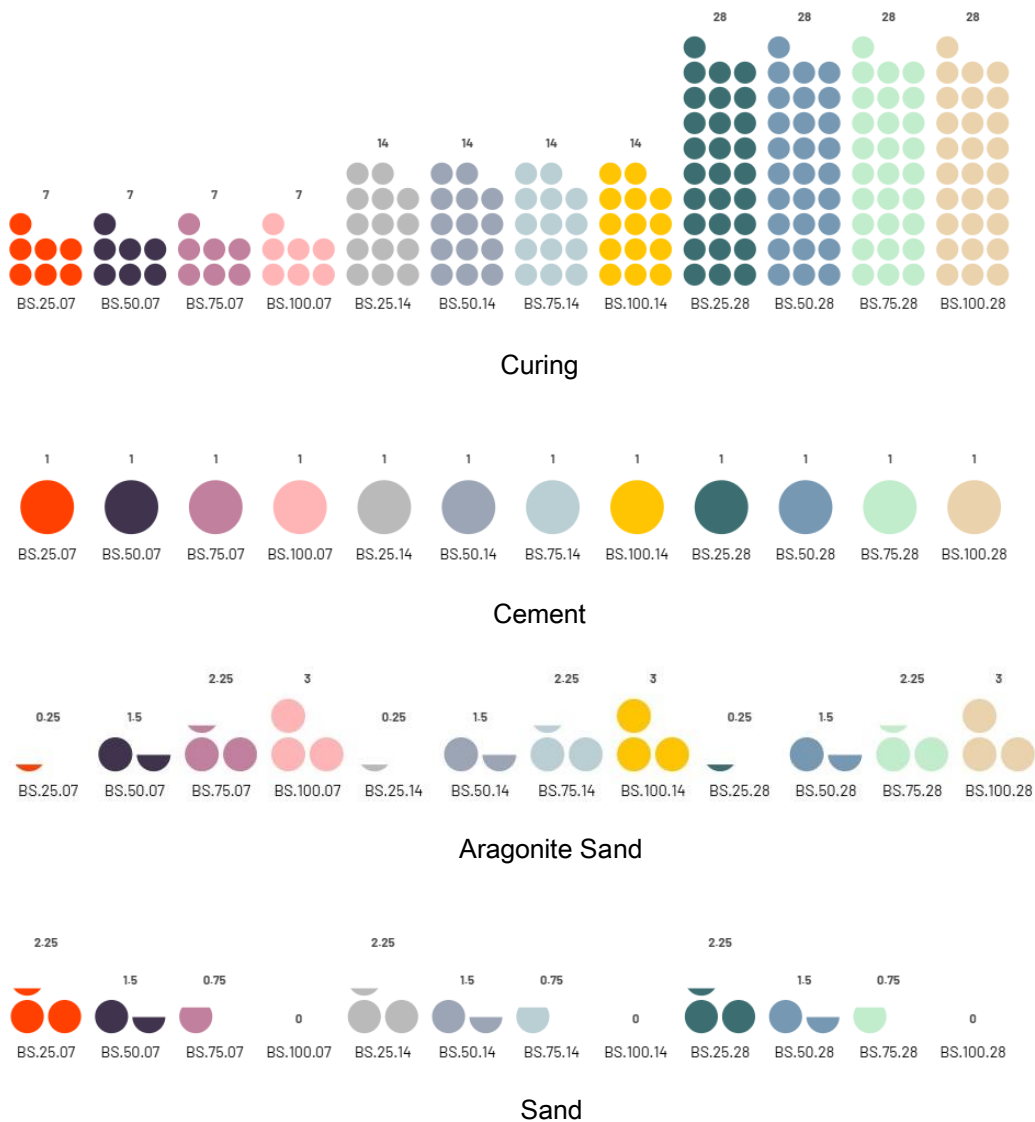 28 28 28 28
14 14 14 14
7 7 7 7
BS.25.07 BS.50.07 BS.75.07 BS.100.07 BS.25.14 BS.50.14 BS.75.14 BS.100.14 BS.25.28 BS.50.28 BS.75.28 BS.100.28
Curing
1 1 1 1 1 1 1 1 1 1 1 1
BS.25.07 BS.50.07 BS.75.07 BS.100.07 BS.25.14 BS.50.14 BS.75.14 BS.100.14 BS.25.28 BS.50.28 BS.75.28 BS.100.28
Cement
2.25 3 2.25 3 2.25 3
0.25 1.5 0.25 1.5 0.25 1.5
BS.25.07 BS.50.07 BS.75.07 BS.100.07 BS.25.14 BS.50.14 BS.75.14 BS.100.14 BS.25.28 BS.50.28 BS.75.28 BS.100.28
Aragonite Sand
2.25 2.25 2.25
1.5 0.75 1.5 0.75 1.5 0.75
0 0 0
BS.25.07 BS.50.07 BS.75.07 BS.100.07 BS.25.14 BS.50.14 BS.75.14 BS.100.14 BS.25.28 BS.50.28 BS.75.28 BS.100.28
Sand